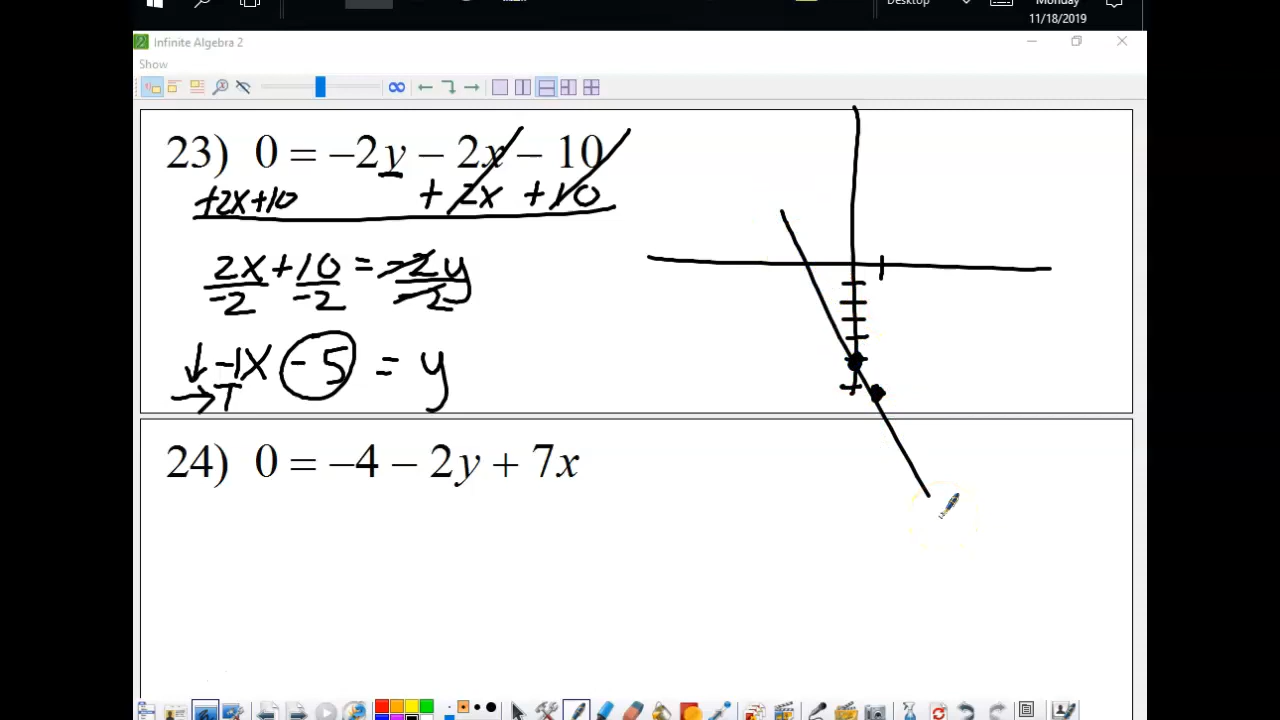 Desktop
Monday
11/18/2019
Infinite Algebra 2
Show
23) 0 = −2y − 2x − 10
+2x+10 + 2x + 10
2x+10 = -2y
-2 -2 -2
↓ -1x - 5 = y
→ 1
24) 0 = −4 − 2y + 7x